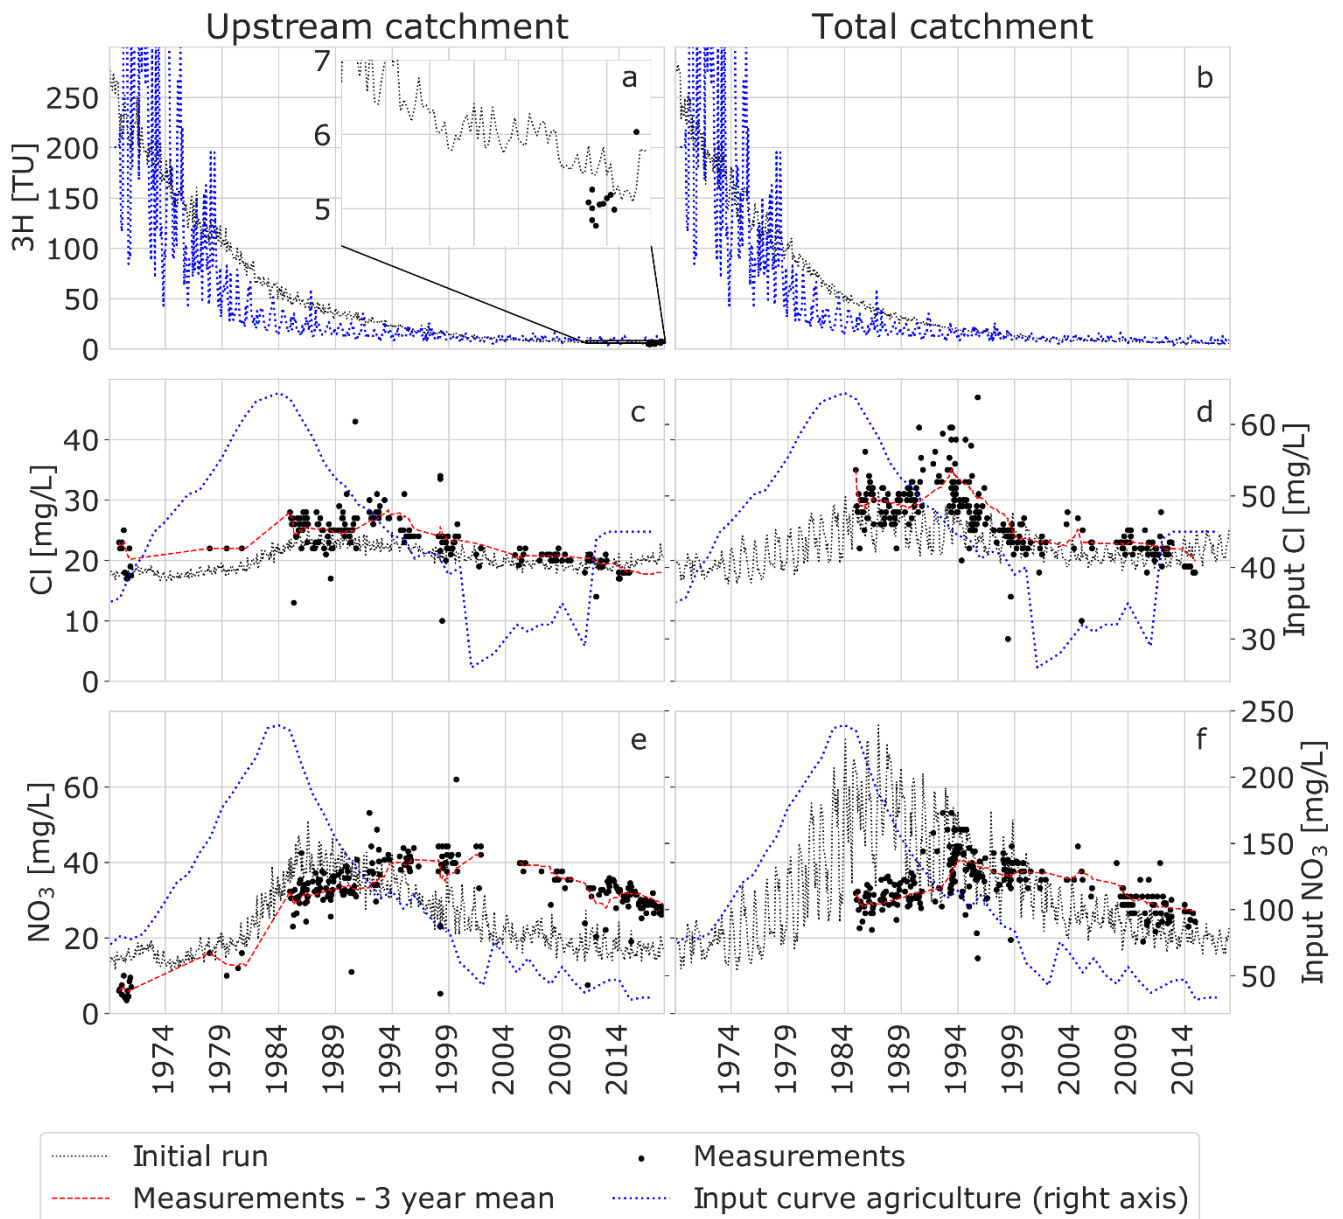 Upstream catchment
Total catchment
3H [TU]
250
200
150
100
50
0
7
6
5
a
b
Cl [mg/L]
40
30
20
10
0
c
d
60
50
40
30
Input Cl [mg/L]
NO3 [mg/L]
60
40
20
0
e
f
250
200
150
100
50
Input NO3 [mg/L]
1974
1979
1984
1989
1994
1999
2004
2009
2014
1974
1979
1984
1989
1994
1999
2004
2009
2014
Initial run
Measurements
Measurements - 3 year mean
Input curve agriculture (right axis)